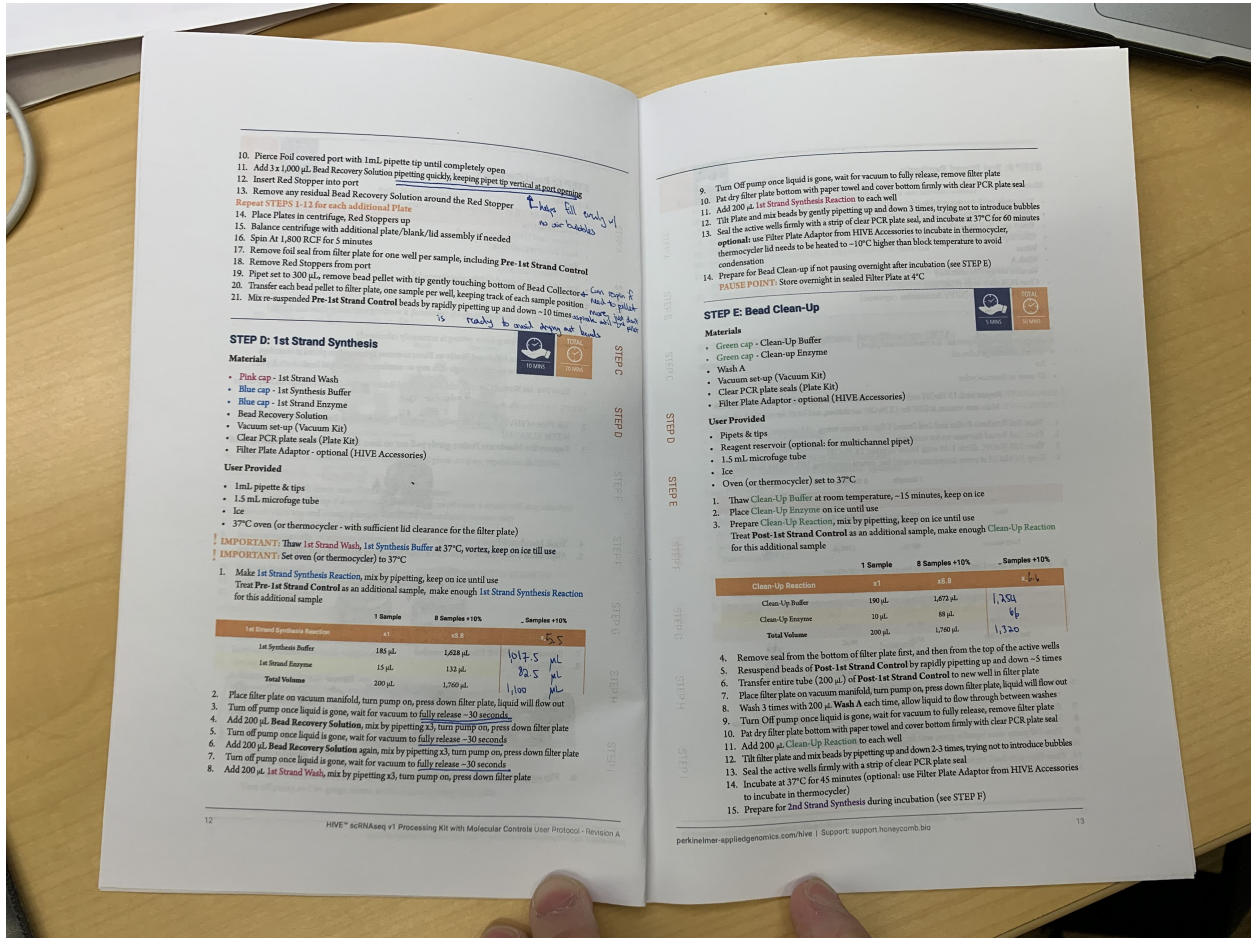 10. Pierce Foil covered port with 1mL pipette tip until completely open
11. Add 3 x 1,000 µL Bead Recovery Solution pipetting quickly, keeping pipet tip vertical at port opening
12. Insert Red Stopper into port
helps fill evenly w/
13. Remove any residual Bead Recovery Solution around the Red Stopper
no air bubbles
Repeat STEPS 1-12 for each additional Plate
14. Place Plates in centrifuge, Red Stoppers up
15. Balance centrifuge with additional plate/blank/lid assembly if needed
16. Spin At 1,800 RCF for 5 minutes
17. Remove foil seal from filter plate for one well per sample, including Pre-1st Strand Control
18. Remove Red Stoppers from port
19. Pipet set to 300 µL, remove bead pellet with tip gently touching bottom of Bead Collector
Can respin if
20. Transfer each bead pellet to filter plate, one sample per well, keeping track of each sample position
need to pellet
more, just don't
21. Mix re-suspended Pre-1st Strand Control beads by rapidly pipetting up and down ~10 times
aspirate until
is ready to avoid drying out beads
STEP D: 1st Strand Synthesis
10 MINS
TOTAL
70 MINS
Materials
• Pink cap - 1st Strand Wash
• Blue cap - 1st Synthesis Buffer
• Blue cap - 1st Strand Enzyme
• Bead Recovery Solution
• Vacuum set-up (Vacuum Kit)
• Clear PCR plate seals (Plate Kit)
• Filter Plate Adaptor - optional (HIVE Accessories)
User Provided
• 1mL pipette & tips
• 1.5 mL microfuge tube
• Ice
• 37°C oven (or thermocycler - with sufficient lid clearance for the filter plate)
! IMPORTANT: Thaw 1st Strand Wash, 1st Synthesis Buffer at 37°C, vortex, keep on ice till use
! IMPORTANT: Set oven (or thermocycler) to 37°C
1. Make 1st Strand Synthesis Reaction, mix by pipetting, keep on ice until use
Treat Pre-1st Strand Control as an additional sample, make enough 1st Strand Synthesis Reaction
for this additional sample
1 Sample 8 Samples +10% _ Samples +10%
1st Strand Synthesis Reaction x1 x8.8 x 5.5
1st Synthesis Buffer 185 µL 1,628 µL 1017.5 µL
1st Strand Enzyme 15 µL 132 µL 82.5 µL
Total Volume 200 µL 1,760 µL 1,100 µL
2. Place filter plate on vacuum manifold, turn pump on, press down filter plate, liquid will flow out
3. Turn off pump once liquid is gone, wait for vacuum to fully release ~30 seconds
4. Add 200 µL Bead Recovery Solution, mix by pipetting x3, turn pump on, press down filter plate
5. Turn off pump once liquid is gone, wait for vacuum to fully release ~30 seconds
6. Add 200 µL Bead Recovery Solution again, mix by pipetting x3, turn pump on, press down filter plate
7. Turn off pump once liquid is gone, wait for vacuum to fully release ~30 seconds
8. Add 200 µL 1st Strand Wash, mix by pipetting x3, turn pump on, press down filter plate
12
HIVE™ scRNAseq v1 Processing Kit with Molecular Controls User Protocol - Revision A
STEP C
STEP D
9. Turn Off pump once liquid is gone, wait for vacuum to fully release, remove filter plate
10. Pat dry filter plate bottom with paper towel and cover bottom firmly with clear PCR plate seal
11. Add 200 µL 1st Strand Synthesis Reaction to each well
12. Tilt Plate and mix beads by gently pipetting up and down 3 times, trying not to introduce bubbles
13. Seal the active wells firmly with a strip of clear PCR plate seal, and incubate at 37°C for 60 minutes
optional: use Filter Plate Adaptor from HIVE Accessories to incubate in thermocycler,
thermocycler lid needs to be heated to ~10°C higher than block temperature to avoid
condensation
14. Prepare for Bead Clean-up if not pausing overnight after incubation (see STEP E)
PAUSE POINT: Store overnight in sealed Filter Plate at 4°C
STEP E: Bead Clean-Up
5 MINS
TOTAL
50 MINS
Materials
• Green cap - Clean-Up Buffer
• Green cap - Clean-up Enzyme
• Wash A
• Vacuum set-up (Vacuum Kit)
• Clear PCR plate seals (Plate Kit)
• Filter Plate Adaptor - optional (HIVE Accessories)
User Provided
• Pipets & tips
• Reagent reservoir (optional: for multichannel pipet)
• 1.5 mL microfuge tube
• Ice
• Oven (or thermocycler) set to 37°C
1. Thaw Clean-Up Buffer at room temperature, ~15 minutes, keep on ice
2. Place Clean-Up Enzyme on ice until use
3. Prepare Clean-Up Reaction, mix by pipetting, keep on ice until use
Treat Post-1st Strand Control as an additional sample, make enough Clean-Up Reaction
for this additional sample
1 Sample 8 Samples +10% _ Samples +10%
Clean-Up Reaction x1 x8.8 x 6.6
Clean-Up Buffer 190 µL 1,672 µL 1,254
Clean-Up Enzyme 10 µL 88 µL 66
Total Volume 200 µL 1,760 µL 1,320
4. Remove seal from the bottom of filter plate first, and then from the top of the active wells
5. Resuspend beads of Post-1st Strand Control by rapidly pipetting up and down ~5 times
6. Transfer entire tube (200 µL) of Post-1st Strand Control to new well in filter plate
7. Place filter plate on vacuum manifold, turn pump on, press down filter plate, liquid will flow out
8. Wash 3 times with 200 µL Wash A each time, allow liquid to flow through between washes
9. Turn Off pump once liquid is gone, wait for vacuum to fully release, remove filter plate
10. Pat dry filter plate bottom with paper towel and cover bottom firmly with clear PCR plate seal
11. Add 200 µL Clean-Up Reaction to each well
12. Tilt filter plate and mix beads by pipetting up and down 2-3 times, trying not to introduce bubbles
13. Seal the active wells firmly with a strip of clear PCR plate seal
14. Incubate at 37°C for 45 minutes (optional: use Filter Plate Adaptor from HIVE Accessories
to incubate in thermocycler)
15. Prepare for 2nd Strand Synthesis during incubation (see STEP F)
perkinelmer-appliedgenomics.com/hive | Support: support.honeycomb.bio
13
STEP D
STEP E